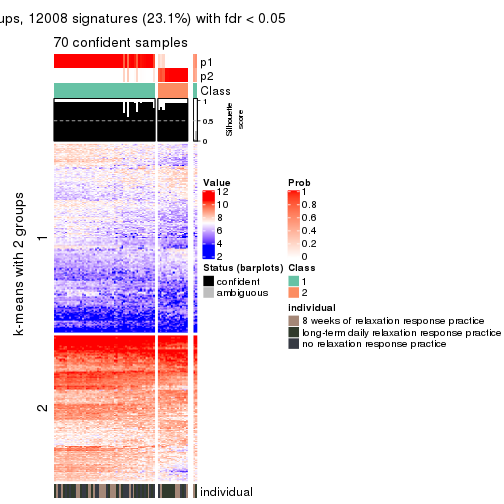 ups, 12008 signatures (23.1%) with fdr < 0.05
70 confident samples
p1
p2
Class
1
0.5
0
Silhouette
score
k-means with 2 groups
1
2
Value
12
10
8
6
4
2
Prob
1
0.8
0.6
0.4
0.2
0
Status (barplots)
confident
ambiguous
Class
1
2
individual
8 weeks of relaxation response practice
long-term daily relaxation response practice
no relaxation response practice
individual